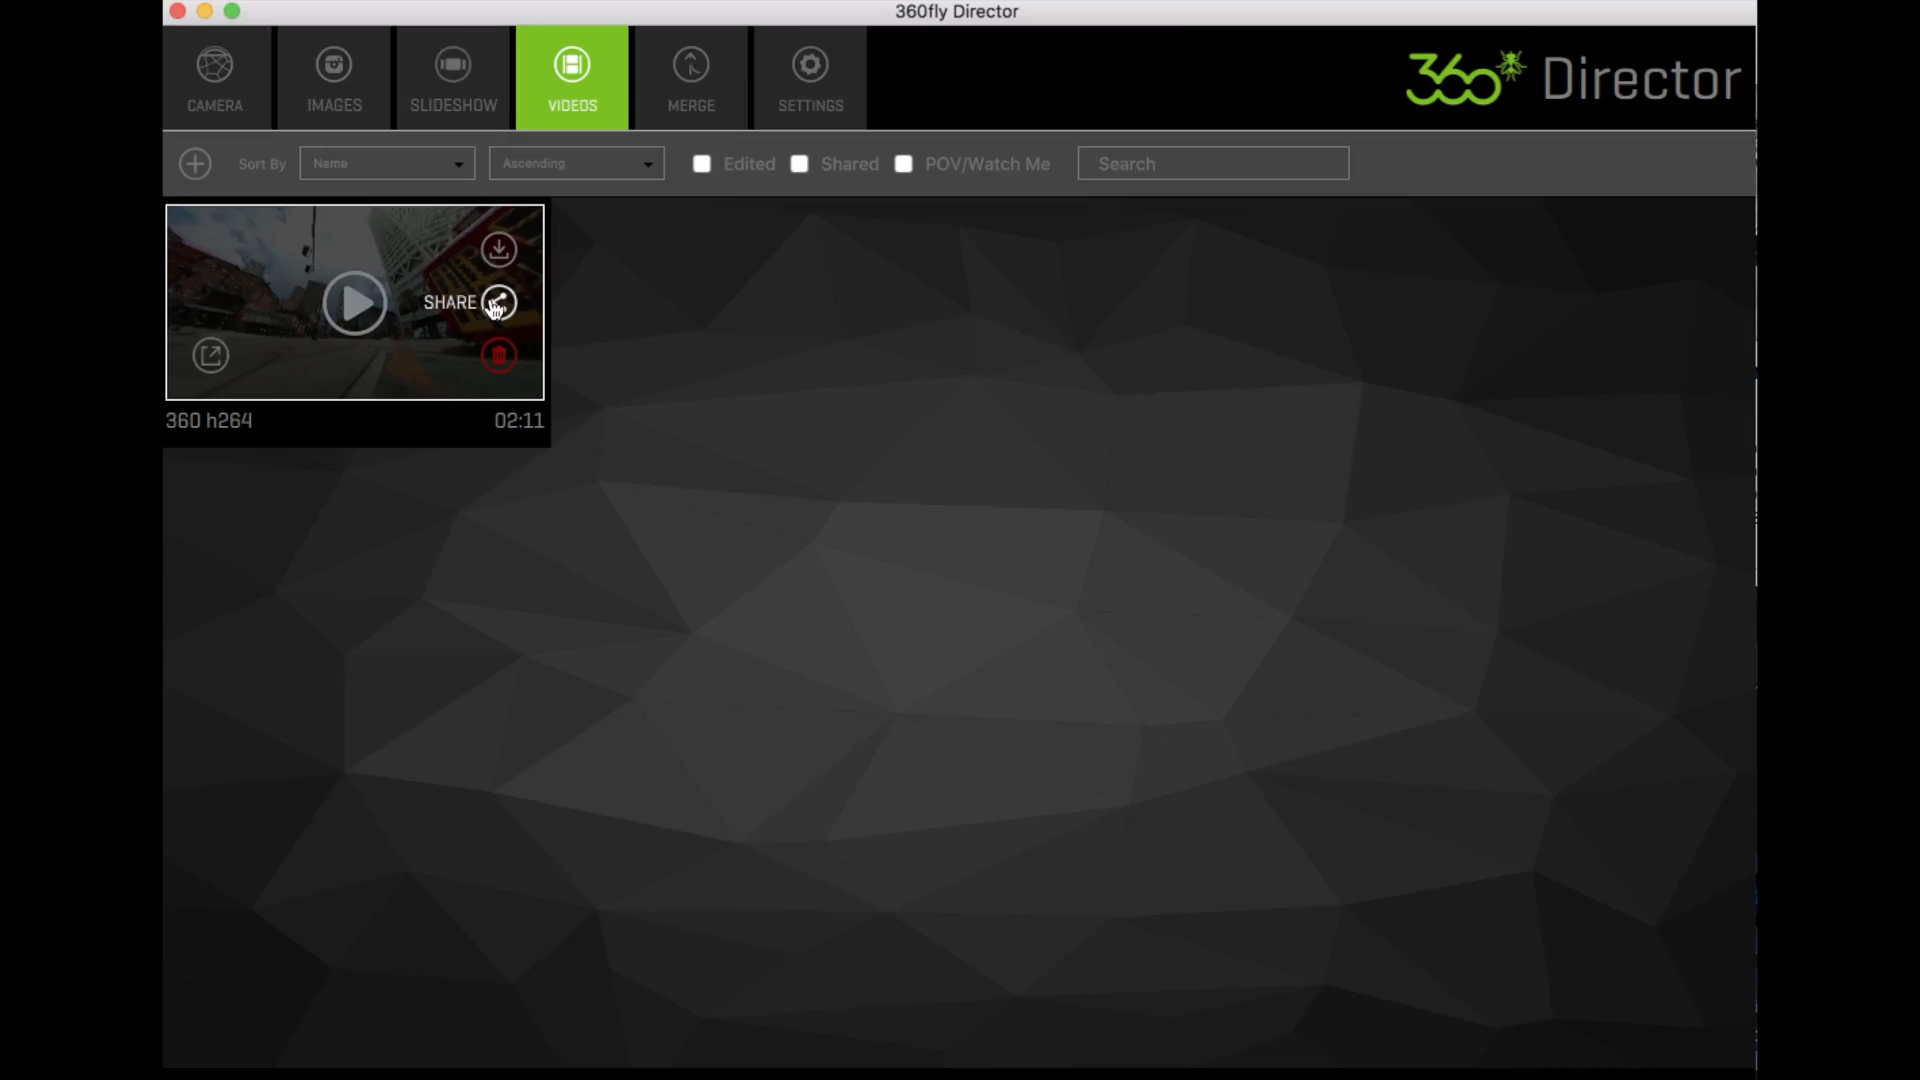 360fly Director
CAMERA
IMAGES
SLIDESHOW
VIDEOS
MERGE
SETTINGS
360 Director
Sort By
Name
Ascending
Edited
Shared
POV/Watch Me
Search
SHARE
360 h264
02:11